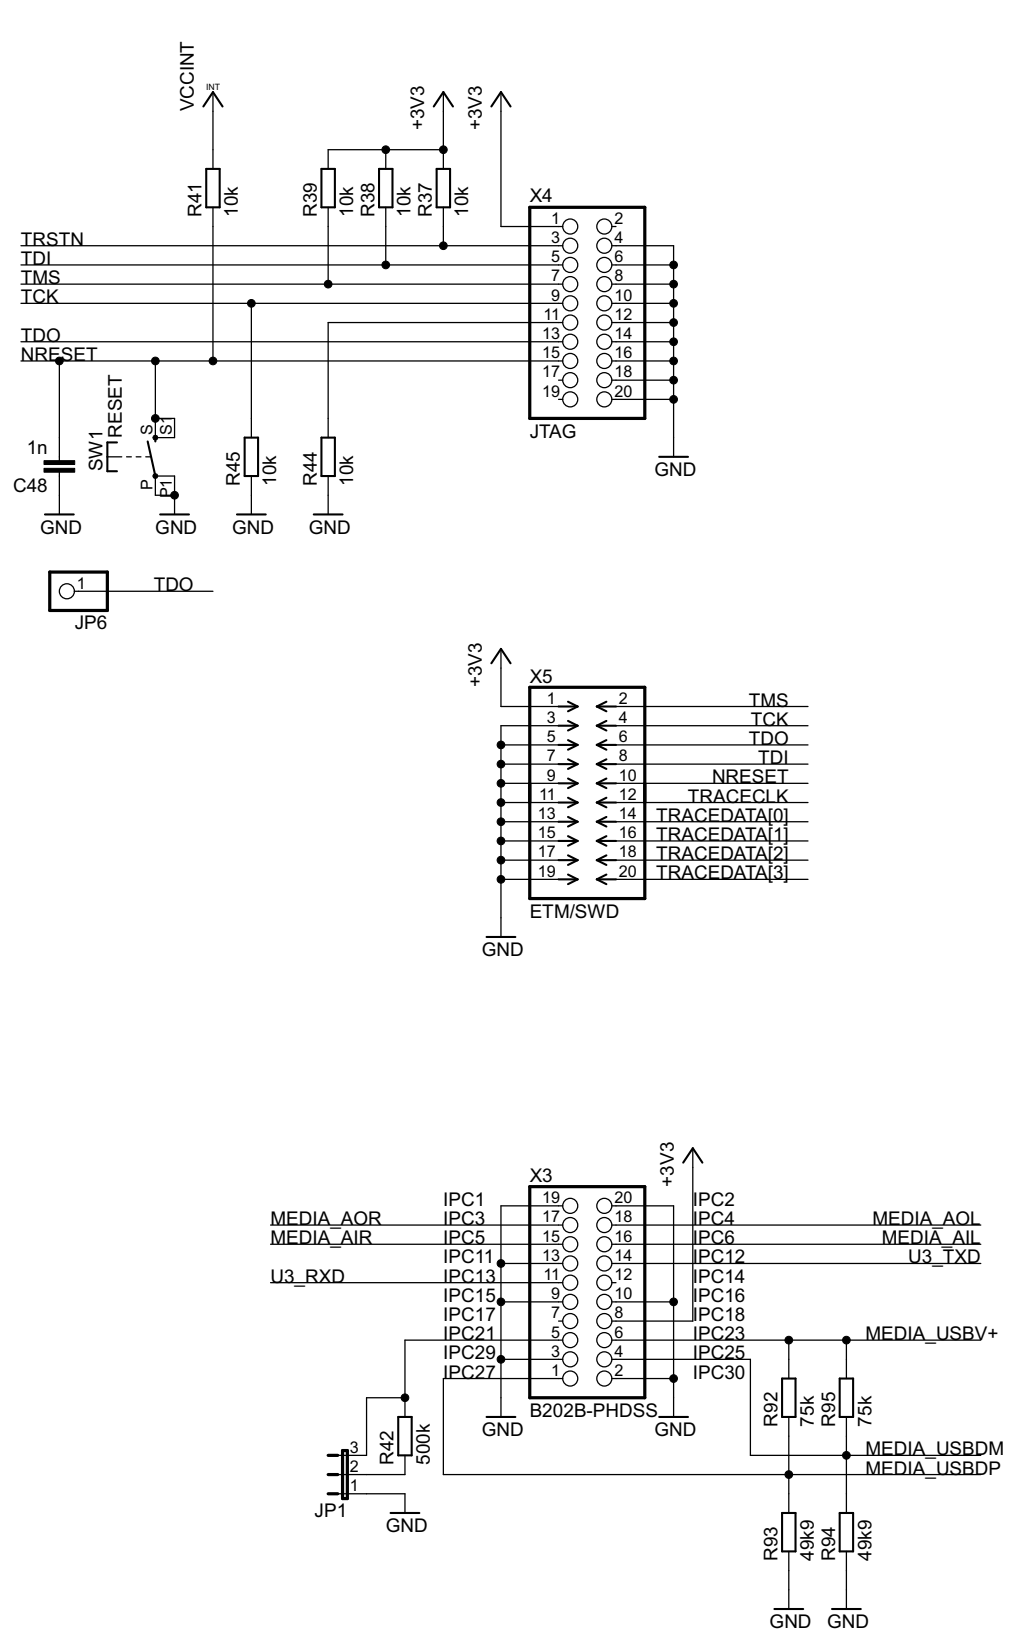 VCCINT
INT
+3V3
+3V3
R41
10k
R39
10k
R38
10k
R37
10k
X4
1 2
TRSTN 3 4
TDI 5 6
TMS 7 8
TCK 9 10
11 12
TDO 13 14
NRESET 15 16
17 18
19 20
JTAG
GND
1n
C48
SW1
RESET
S
S1
P
P1
R45
10k
R44
10k
GND
GND
GND
GND
1
TDO
JP6
+3V3
X5
1 2 TMS
3 4 TCK
5 6 TDO
7 8 TDI
9 10 NRESET
11 12 TRACECLK
13 14 TRACEDATA[0]
15 16 TRACEDATA[1]
17 18 TRACEDATA[2]
19 20 TRACEDATA[3]
ETM/SWD
GND
+3V3
X3
IPC1 19 20 IPC2
MEDIA_AOR IPC3 17 18 IPC4 MEDIA_AOL
MEDIA_AIR IPC5 15 16 IPC6 MEDIA_AIL
IPC11 13 14 IPC12 U3_TXD
U3_RXD IPC13 11 12 IPC14
IPC15 9 10 IPC16
IPC17 7 8 IPC18
IPC21 5 6 IPC23 MEDIA_USBV+
IPC29 3 4 IPC25
IPC27 1 2 IPC30
B202B-PHDSS
GND
GND
R92
75k
R95
75k
R42
500k
3
2
1
JP1
GND
MEDIA_USBDM
MEDIA_USBDP
R93
49k9
R94
49k9
GND
GND